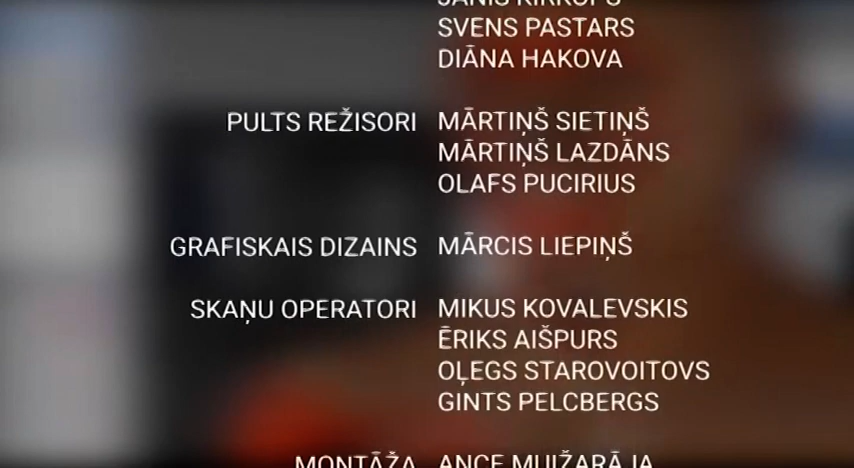 SVENS PASTARS
DIĀNA HAKOVA
PULTS REŽISORI MĀRTIŅŠ SIETIŅŠ
MĀRTIŅŠ LAZDĀNS
OLAFS PUCIRIUS
GRAFISKAIS DIZAINS MĀRCIS LIEPIŅŠ
SKAŅU OPERATORI MIKUS KOVALEVSKIS
ĒRIKS AIŠPURS
OĻEGS STAROVOITOVS
GINTS PELCBERGS
MONTĀŽA